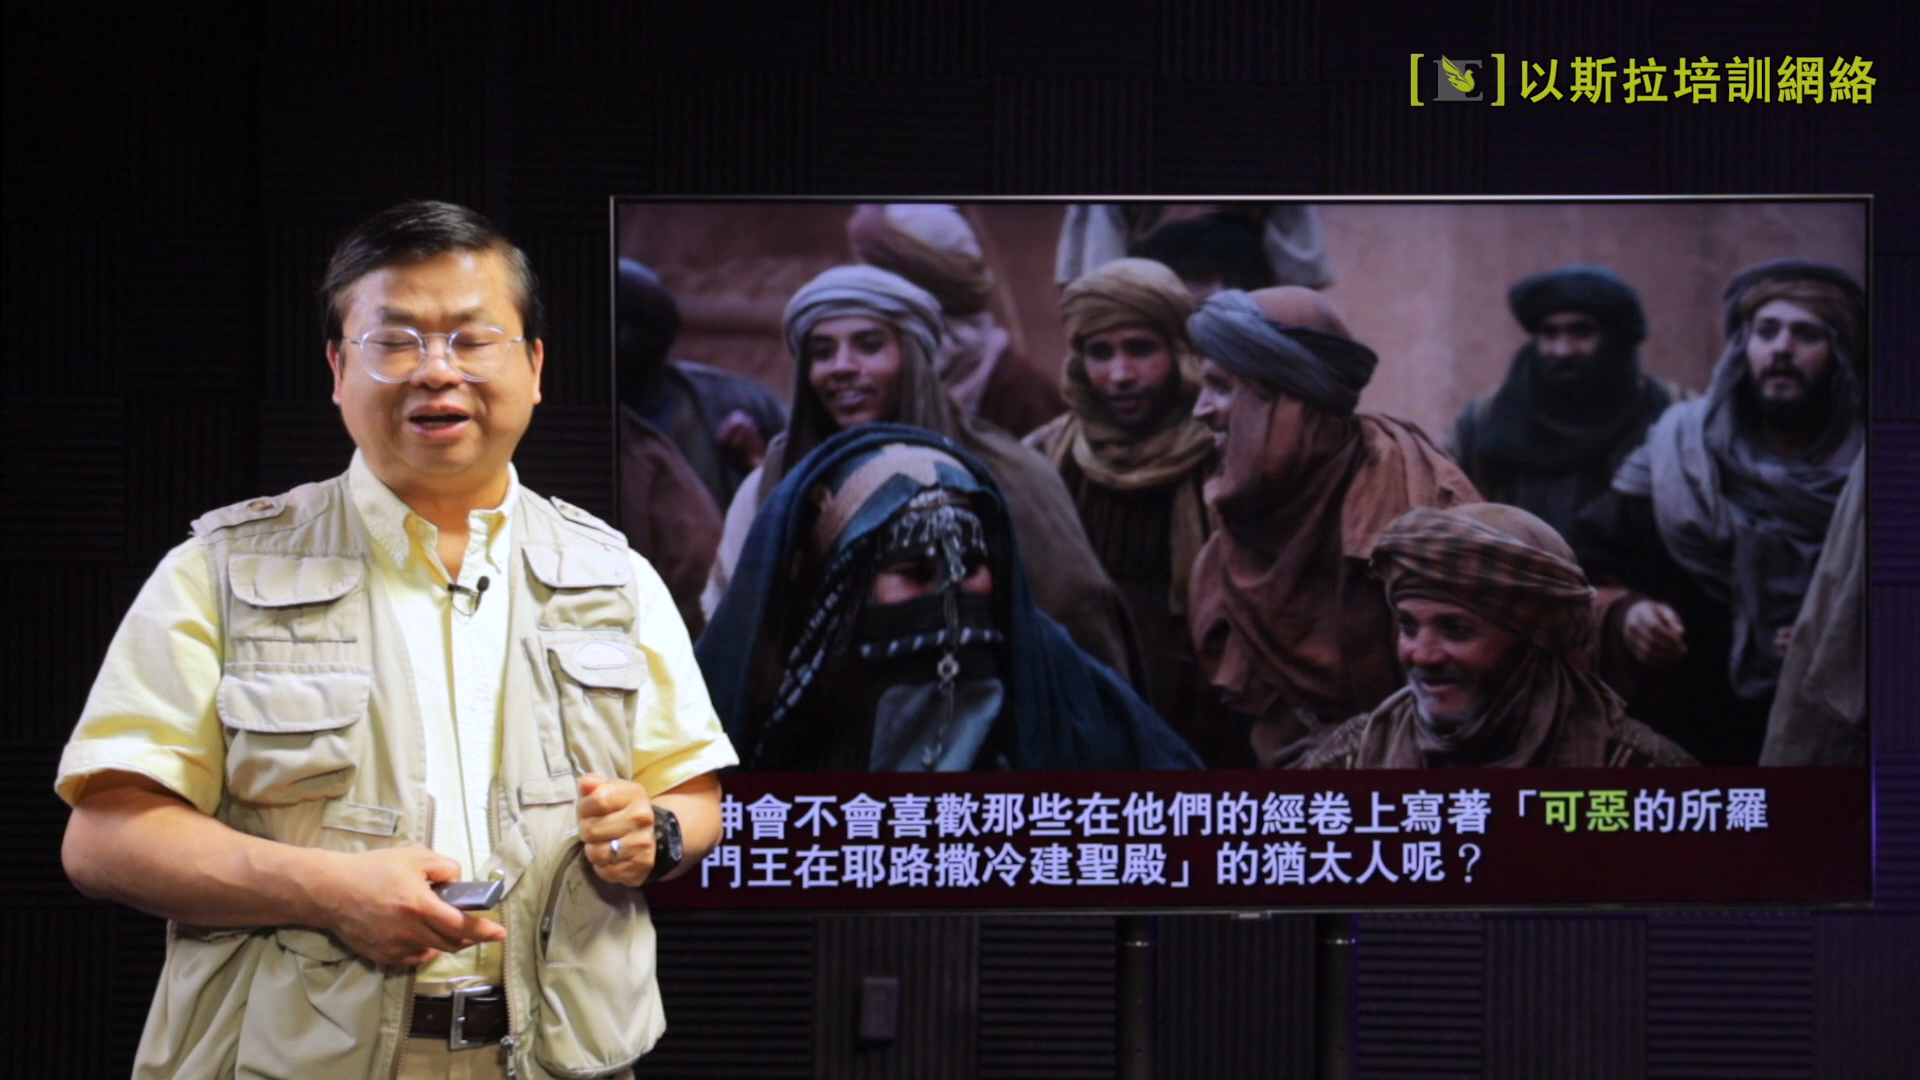 以斯拉培訓網絡
神會不會喜歡那些在他們的經卷上寫著「可惡的所羅
門王在耶路撒冷建聖殿」的猶太人呢？